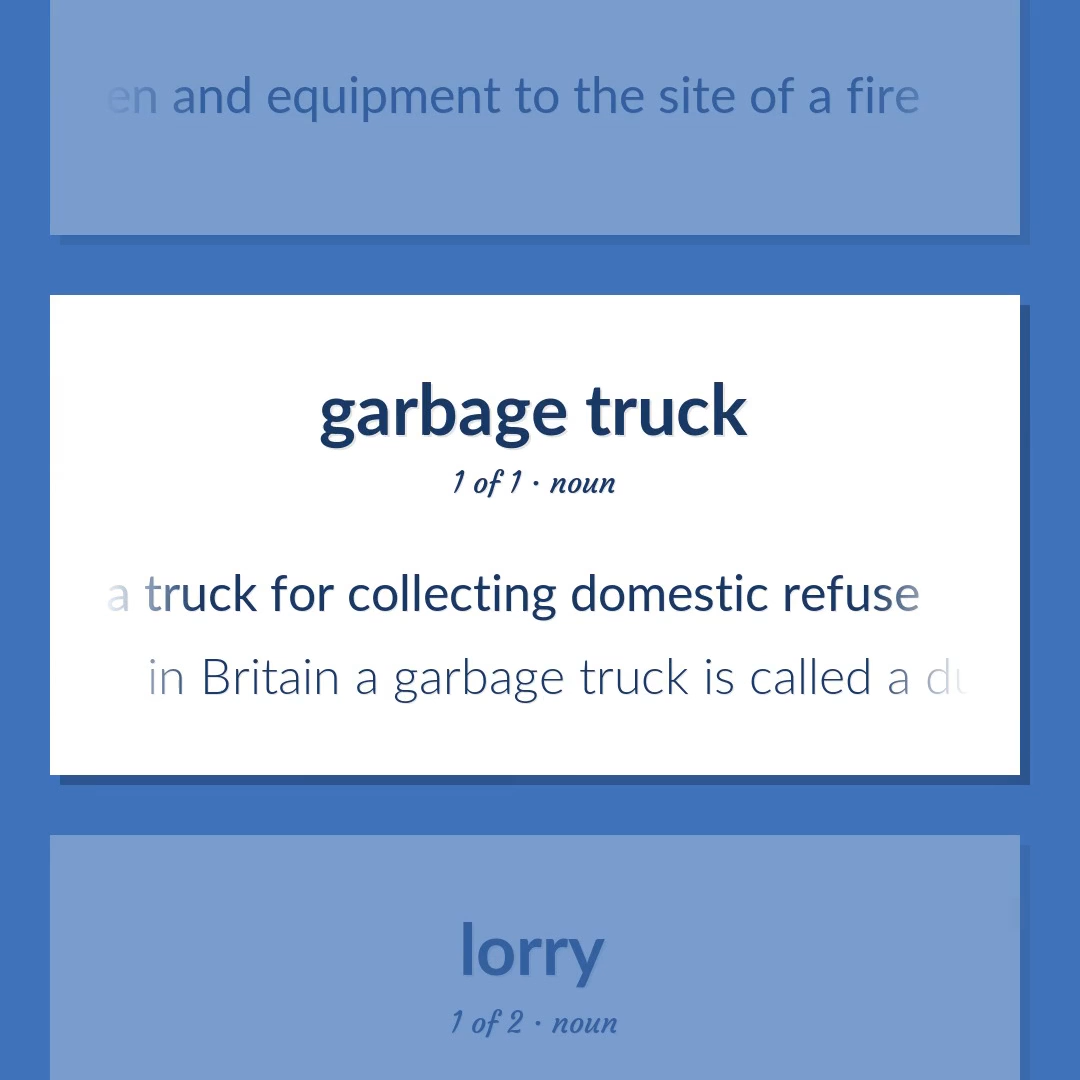 and equipment to the site of a fire
garbage truck
1 of 1 · noun
a truck for collecting domestic refuse
in Britain a garbage truck is called a
lorry
1 of 2 · noun